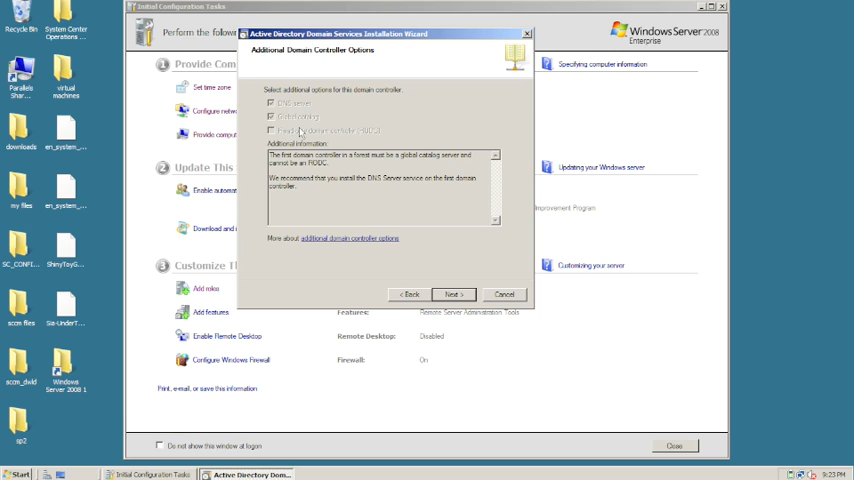 Recycle Bin
System Center
Operations ...
Parallels
Shar...
virtual
machines
downloads
en_system_...
my files
en_system_...
SC_CONFI...
ShinyToyG...
sccm files
Sia-UnderT...
sccm_dwld
Windows
Server 2008 1
sp2
Initial Configuration Tasks
Perform the follow
Windows Server 2008
Enterprise
1 Provide Com
Set time zone
Configure netw
Provide comput
Specifying computer information
2 Update This
Enable automat
Download and i
Updating your Windows server
Improvement Program
3 Customize T
Add roles
Add features
Features:
Remote Server Administration Tools
Enable Remote Desktop
Remote Desktop:
Disabled
Configure Windows Firewall
Firewall:
On
Customizing your server
Print, e-mail, or save this information
Do not show this window at logon
Close
Active Directory Domain Services Installation Wizard
Additional Domain Controller Options
Select additional options for this domain controller.
DNS server
Global catalog
Read-only domain controller (RODC)
Additional information:
The first domain controller in a forest must be a global catalog server and
cannot be an RODC.
We recommend that you install the DNS Server service on the first domain
controller.
More about additional domain controller options
< Back
Next >
Cancel
Start
Initial Configuration Tasks
Active Directory Dom...
9:23 PM